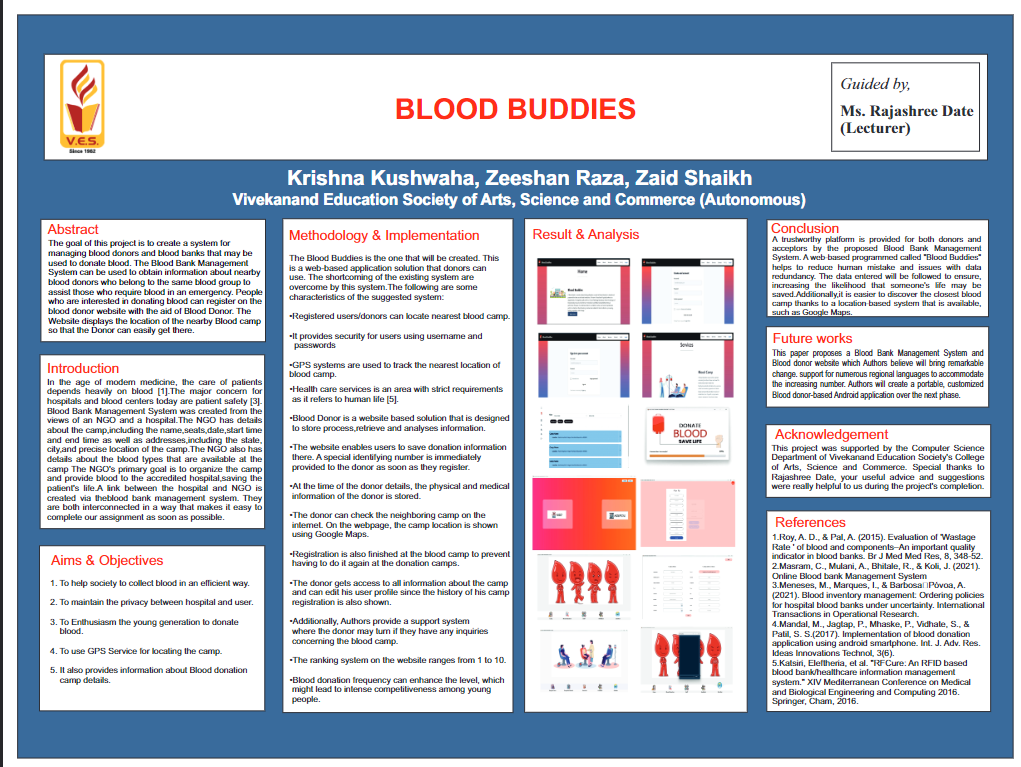 V.E.S.
Since 1962
BLOOD BUDDIES
Guided by,
Ms. Rajashree Date
(Lecturer)
Krishna Kushwaha, Zeeshan Raza, Zaid Shaikh
Vivekanand Education Society of Arts, Science and Commerce (Autonomous)
Abstract
The goal of this project is to create a system for
managing blood donors and blood banks that may be
used to donate blood. The Blood Bank Management
System can be used to obtain information about nearby
blood donors who belong to the same blood group to
assist those who require blood in an emergency. People
who are interested in donating blood can register on the
blood donor website with the aid of Blood Donor. The
Website displays the location of the nearby Blood camp
so that the Donor can easily get there.
Introduction
In the age of modern medicine, the care of patients
depends heavily on blood [1].The major concern for
hospitals and blood centers today are patient safety [3].
Blood Bank Management System was created from the
views of an NGO and a hospital.The NGO has details
about the camp,including the name,seats,date,start time
and end time as well as addresses,including the state,
city,and precise location of the camp.The NGO also has
details about the blood types that are available at the
camp The NGO's primary goal is to organize the camp
and provide blood to the accredited hospital,saving the
patient's life.A link between the hospital and NGO is
created via theblood bank management system. They
are both interconnected in a way that makes it easy to
complete our assignment as soon as possible.
Aims & Objectives
1. To help society to collect blood in an efficient way.
2. To maintain the privacy between hospital and user.
3. To Enthusiasm the young generation to donate
blood.
4. To use GPS Service for locating the camp.
5. It also provides information about Blood donation
camp details.
Methodology & Implementation
The Blood Buddies is the one that will be created. This
is a web-based application solution that donors can
use. The shortcoming of the existing system are
overcome by this system.The following are some
characteristics of the suggested system:
•Registered users/donors can locate nearest blood camp.
•It provides security for users using username and
passwords
•GPS systems are used to track the nearest location of
blood camp.
•Health care services is an area with strict requirements
as it refers to human life [5].
•Blood Donor is a website based solution that is designed
to store process,retrieve and analyses information.
•The website enables users to save donation information
there. A special identifying number is immediately
provided to the donor as soon as they register.
•At the time of the donor details, the physical and medical
information of the donor is stored.
•The donor can check the neighboring camp on the
internet. On the webpage, the camp location is shown
using Google Maps.
•Registration is also finished at the blood camp to prevent
having to do it again at the donation camps.
•The donor gets access to all information about the camp
and can edit his user profile since the history of his camp
registration is also shown.
•Additionally, Authors provide a support system
where the donor may turn if they have any inquiries
concerning the blood camp.
•The ranking system on the website ranges from 1 to 10.
•Blood donation frequency can enhance the level, which
might lead to intense competitiveness among young
people.
Result & Analysis
Home
Services
Blood Camp
DONATE
BLOOD
SAVE LIFE
Conclusion
A trustworthy platform is provided for both donors and
acceptors by the proposed Blood Bank Management
System. A web-based programmed called "Blood Buddies"
helps to reduce human mistake and issues with data
redundancy. The data entered will be followed to ensure,
increasing the likelihood that someone's life may be
saved.Additionally,it is easier to discover the closest blood
camp thanks to a location-based system that is available,
such as Google Maps.
Future works
This paper proposes a Blood Bank Management System and
Blood donor website which Authors believe will bring remarkable
change. support for numerous regional languages to accommodate
the increasing number. Authors will create a portable, customized
Blood donor-based Android application over the next phase.
Acknowledgement
This project was supported by the Computer Science
Department of Vivekanand Education Society's College
of Arts, Science and Commerce. Special thanks to
Rajashree Date, your useful advice and suggestions
were really helpful to us during the project's completion.
References
1.Roy, A. D., & Pal, A. (2015). Evaluation of 'Wastage
Rate ' of blood and components--An important quality
indicator in blood banks. Br J Med Med Res, 8, 348-52.
2.Masram, C., Mulani, A., Bhitale, R., & Koli, J. (2021).
Online Blood bank Management System
3.Meneses, M., Marques, I., & Barbosa Póvoa, A.
(2021). Blood inventory management: Ordering policies
for hospital blood banks under uncertainty. International
Transactions in Operational Research.
4.Mandal, M., Jagtap, P., Mhaske, P., Vidhate, S., &
Patil, S. S.(2017). Implementation of blood donation
application using android smartphone. Int. J. Adv. Res.
Ideas Innovations Technol, 3(6).
5.Katsiri, Eleftheria, et al. "RFCure: An RFID based
blood bank/healthcare information management
system." XIV Mediterranean Conference on Medical
and Biological Engineering and Computing 2016.
Springer, Cham, 2016.